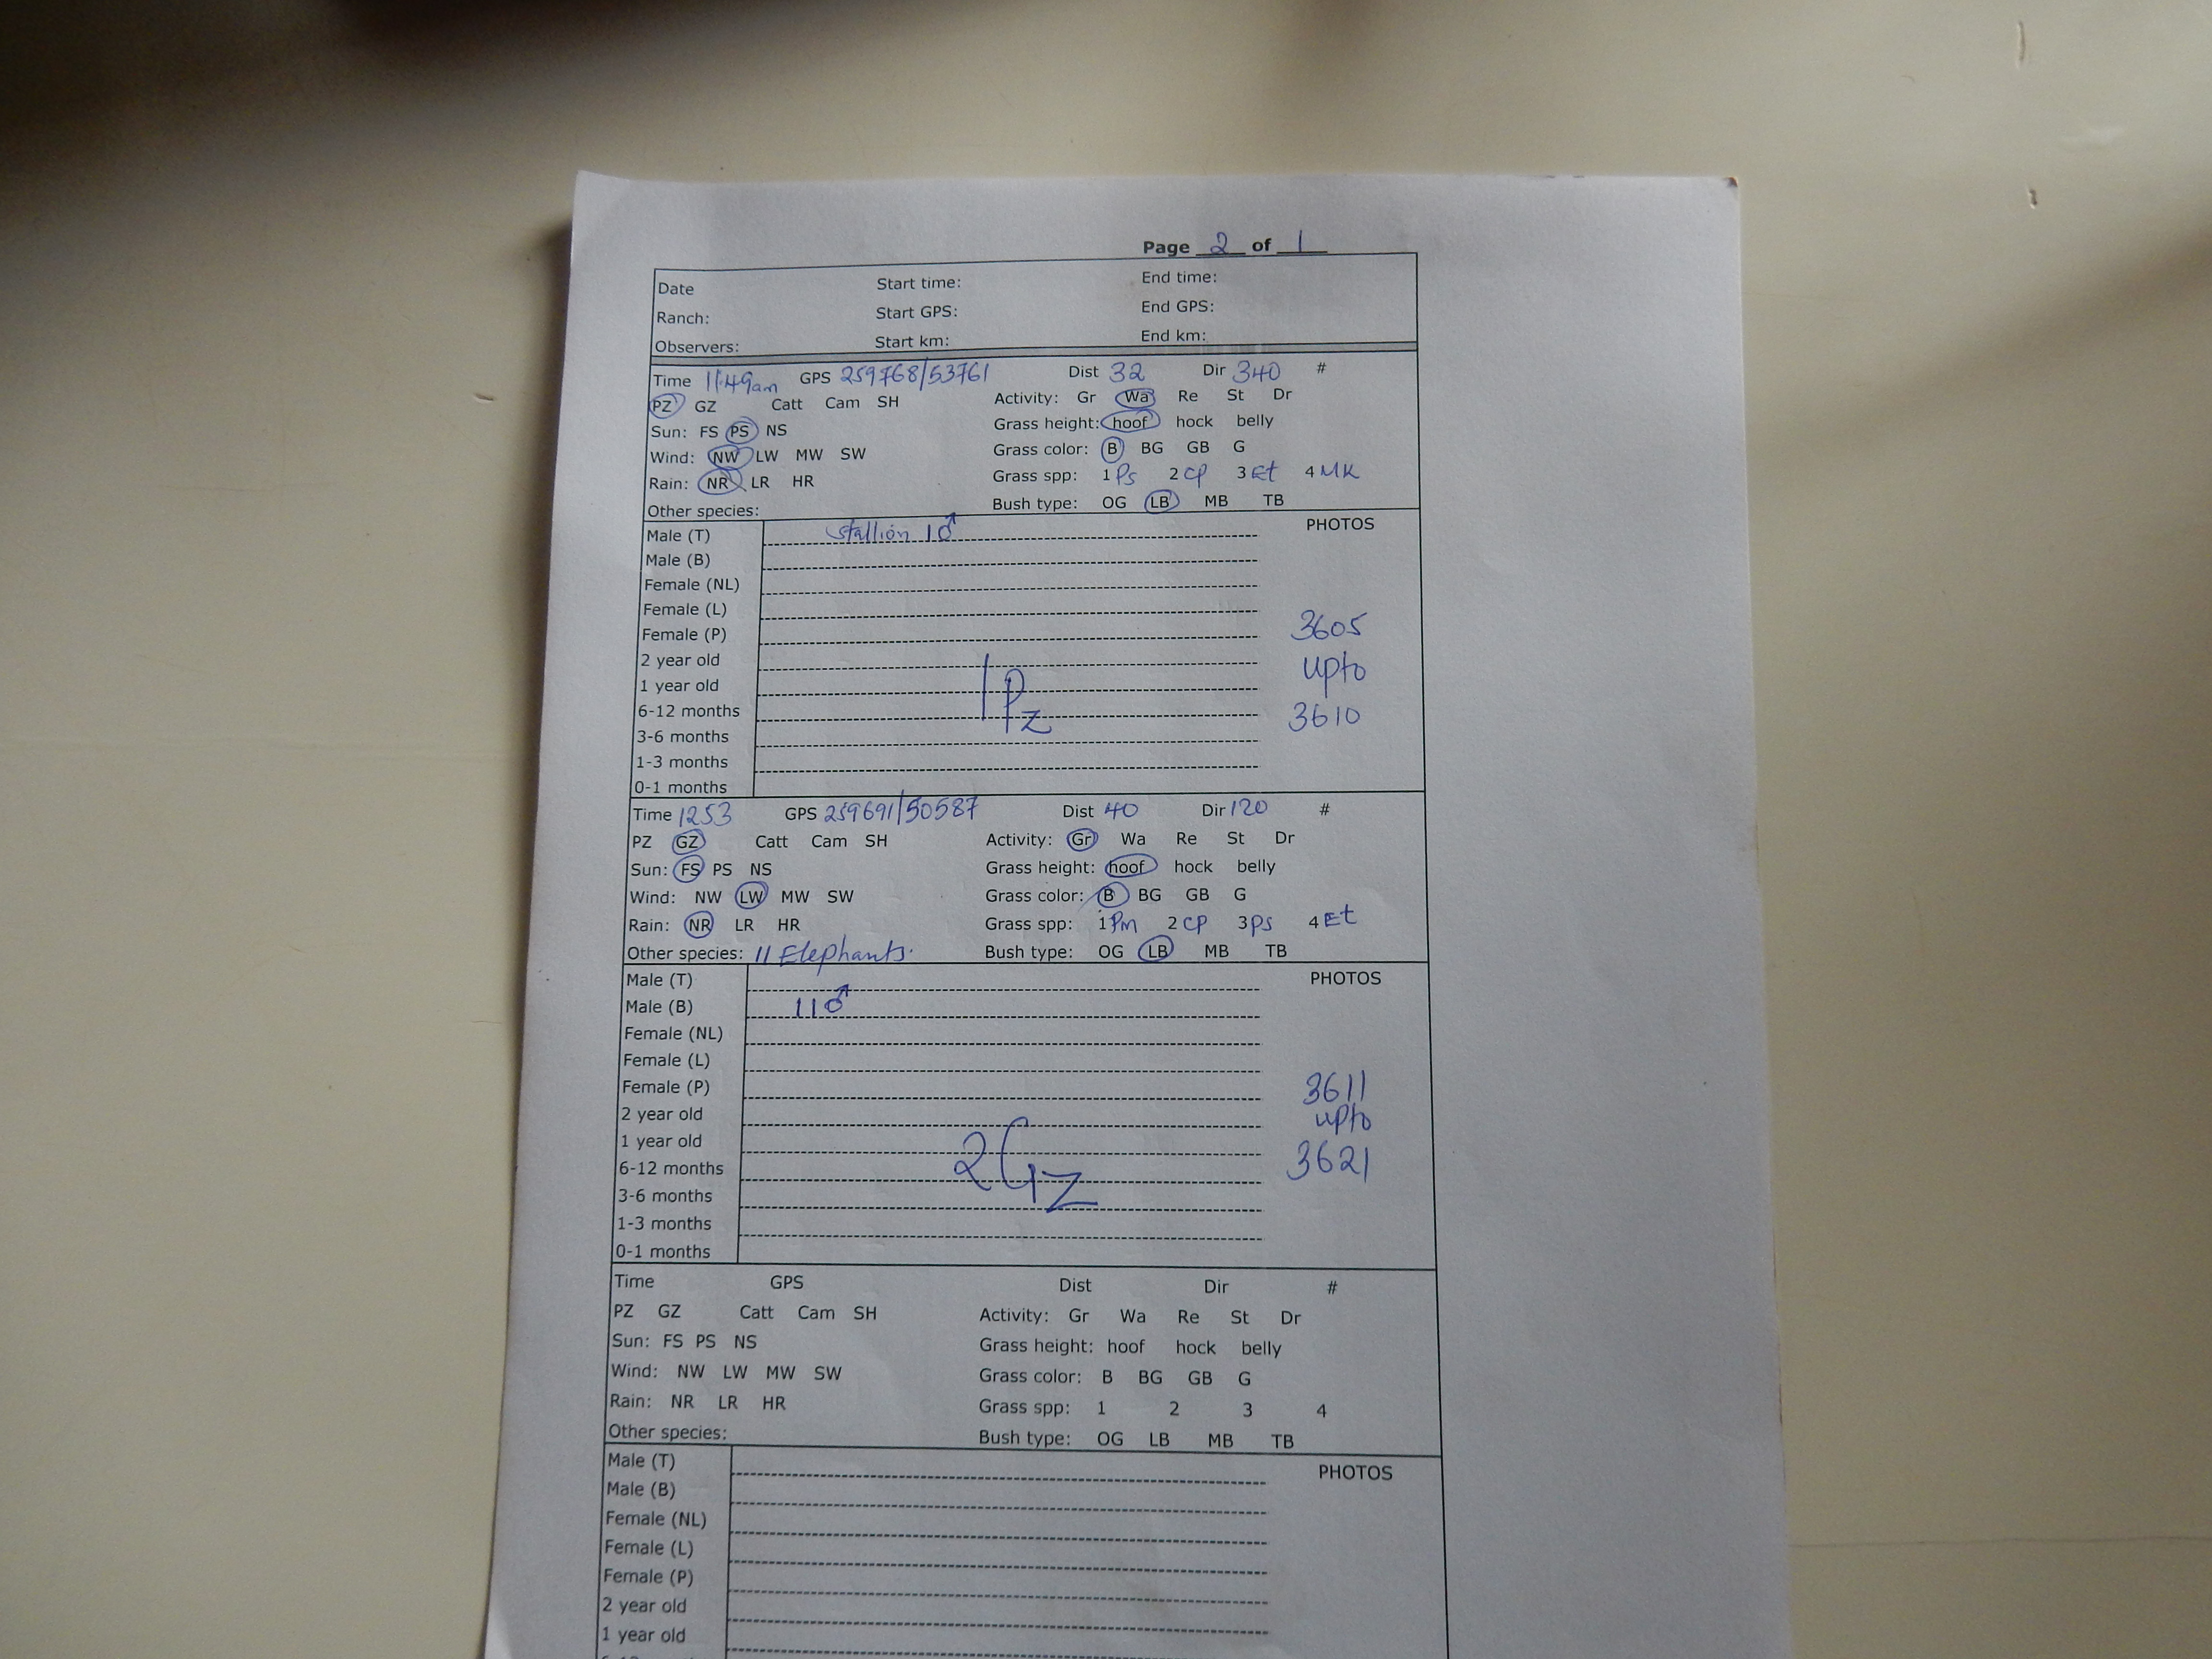 Page 2 of 1
Date Start time: End time:
Ranch: Start GPS: End GPS:
Observers: Start km: End km:
Time 11:49am GPS 259768/53761 Dist 32 Dir 340 #
PZ GZ Catt Cam SH Activity: Gr Wa Re St Dr
Sun: FS PS NS Grass height: hoof hock belly
Wind: NW LW MW SW Grass color: B BG GB G
Rain: NR LR HR Grass spp: 1 Ps 2 CP 3 Et 4 MK
Other species: Bush type: OG LB MB TB
Male (T) Stallion 1♂ PHOTOS
Male (B)
Female (NL)
Female (L)
Female (P) 3605
2 year old upto
1 year old 1Pz
6-12 months 3610
3-6 months
1-3 months
0-1 months
Time 1253 GPS 259691/50587 Dist 40 Dir 120 #
PZ GZ Catt Cam SH Activity: Gr Wa Re St Dr
Sun: FS PS NS Grass height: hoof hock belly
Wind: NW LW MW SW Grass color: B BG GB G
Rain: NR LR HR Grass spp: 1 Pm 2 CP 3 PS 4 Et
Other species: 11 Elephants. Bush type: OG LB MB TB
Male (T) PHOTOS
Male (B) 11♂
Female (NL)
Female (L)
Female (P) 3611
2 year old upto
1 year old
6-12 months 2Gz 3621
3-6 months
1-3 months
0-1 months
Time GPS Dist Dir #
PZ GZ Catt Cam SH Activity: Gr Wa Re St Dr
Sun: FS PS NS Grass height: hoof hock belly
Wind: NW LW MW SW Grass color: B BG GB G
Rain: NR LR HR Grass spp: 1 2 3 4
Other species: Bush type: OG LB MB TB
Male (T) PHOTOS
Male (B)
Female (NL)
Female (L)
Female (P)
2 year old
1 year old